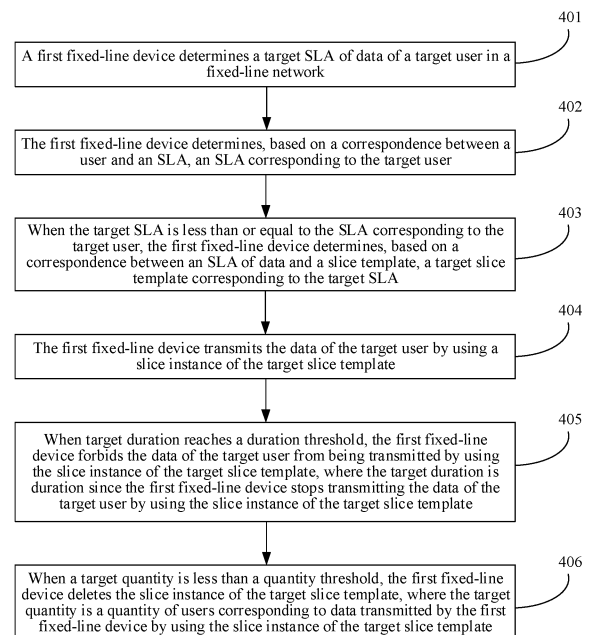 401
A first fixed-line device determines a target SLA of data of a target user in a
fixed-line network
402
The first fixed-line device determines, based on a correspondence between a
user and an SLA, an SLA corresponding to the target user
403
When the target SLA is less than or equal to the SLA corresponding to the
target user, the first fixed-line device determines, based on a
correspondence between an SLA of data and a slice template, a target slice
template corresponding to the target SLA
404
The first fixed-line device transmits the data of the target user by using a
slice instance of the target slice template
405
When target duration reaches a duration threshold, the first fixed-line
device forbids the data of the target user from being transmitted by using
the slice instance of the target slice template, where the target duration is
duration since the first fixed-line device stops transmitting the data of the
target user by using the slice instance of the target slice template
406
When a target quantity is less than a quantity threshold, the first fixed-line
device deletes the slice instance of the target slice template, where the target
quantity is a quantity of users corresponding to data transmitted by the first
fixed-line device by using the slice instance of the target slice template